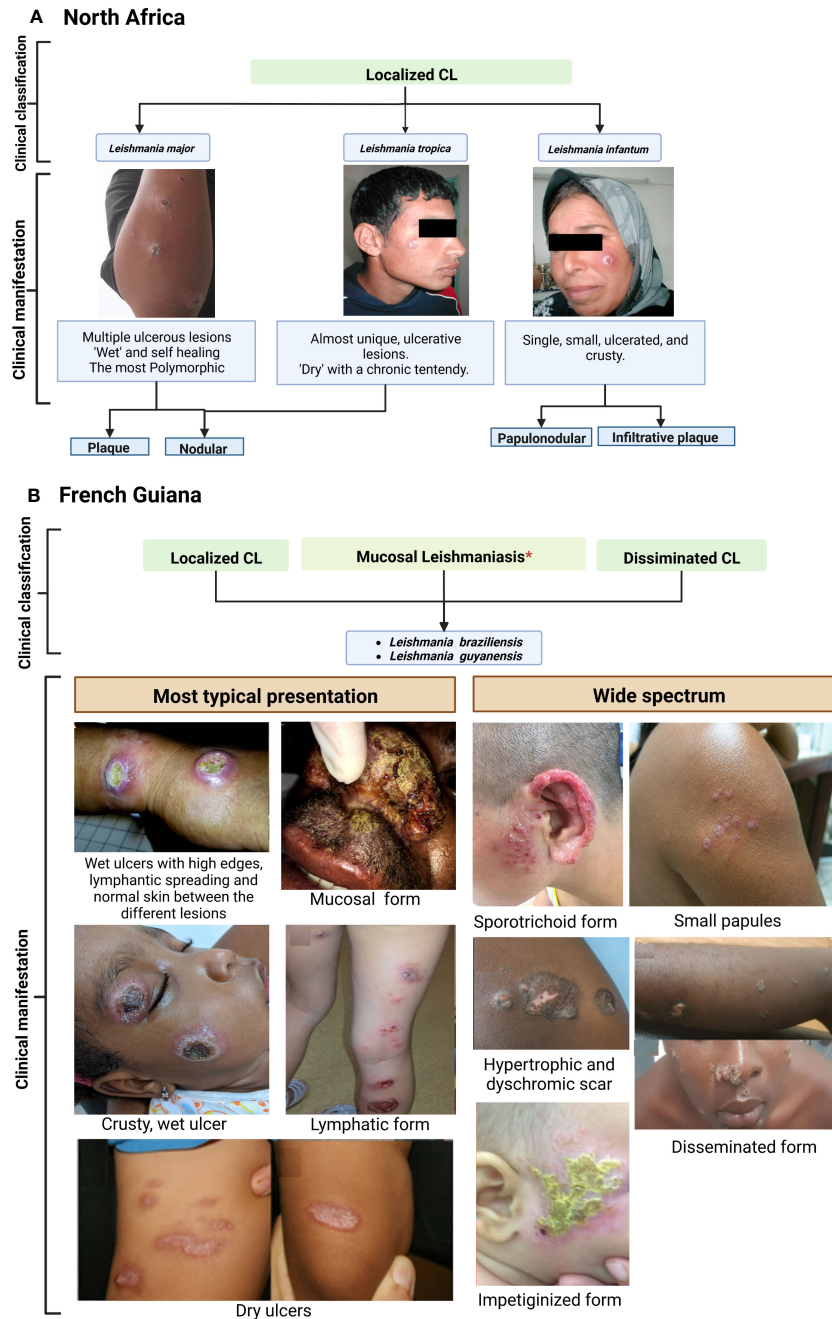 A North Africa
Clinical classification
Localized CL
Leishmania major
Leishmania tropica
Leishmania infantum
Clinical manifestation
Multiple ulcerous lesions
'Wet' and self healing
The most Polymorphic
Almost unique, ulcerative
lesions.
'Dry' with a chronic tentendy.
Single, small, ulcerated, and
crusty.
Plaque
Nodular
Papulonodular
Infiltrative plaque
B French Guiana
Clinical classification
Localized CL
Mucosal Leishmaniasis*
Dissiminated CL
• Leishmania braziliensis
• Leishmania guyanensis
Clinical manifestation
Most typical presentation
Wet ulcers with high edges,
lymphantic spreading and
normal skin between the
different lesions
Mucosal form
Crusty, wet ulcer
Lymphatic form
Dry ulcers
Wide spectrum
Sporotrichoid form
Small papules
Hypertrophic and
dyschromic scar
Disseminated form
Impetiginized form